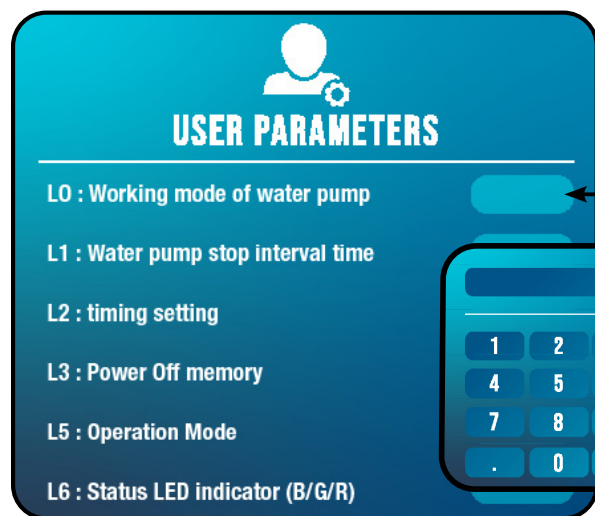 USER PARAMETERS
L0 : Working mode of water pump
L1 : Water pump stop interval time
L2 : timing setting
L3 : Power Off memory
L5 : Operation Mode
L6 : Status LED indicator (B/G/R)
1 2
4 5
7 8
. 0